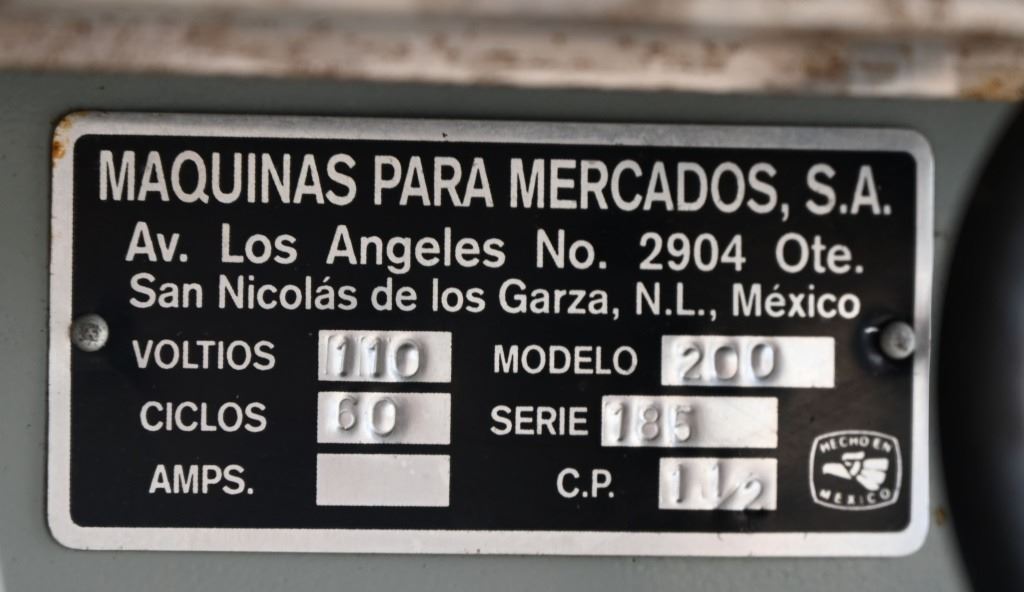 MAQUINAS PARA MERCADOS, S.A.
Av. Los Angeles No. 2904 Ote.
San Nicolás de los Garza, N.L., México
VOLTIOS 110 MODELO 200
CICLOS 60 SERIE 185
AMPS. C.P. 1 1/2
HECHO EN
MEXICO